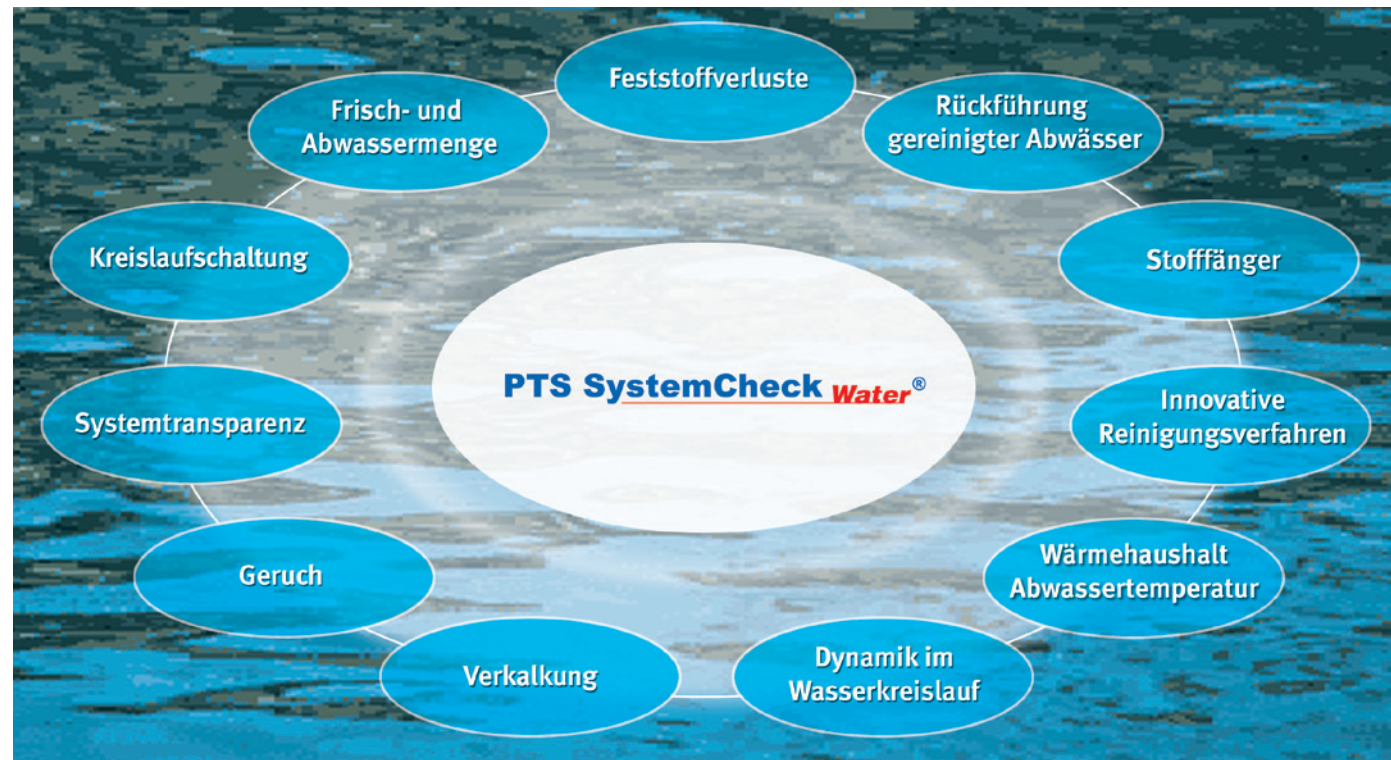 Feststoffverluste
Rückführung
gereinigter Abwässer
Stofffänger
Innovative
Reinigungsverfahren
Wärmehaushalt
Abwassertemperatur
Dynamik im
Wasserkreislauf
Verkalkung
Geruch
Systemtransparenz
Kreislaufschaltung
Frisch- und
Abwassermenge
PTS SystemCheck Water®